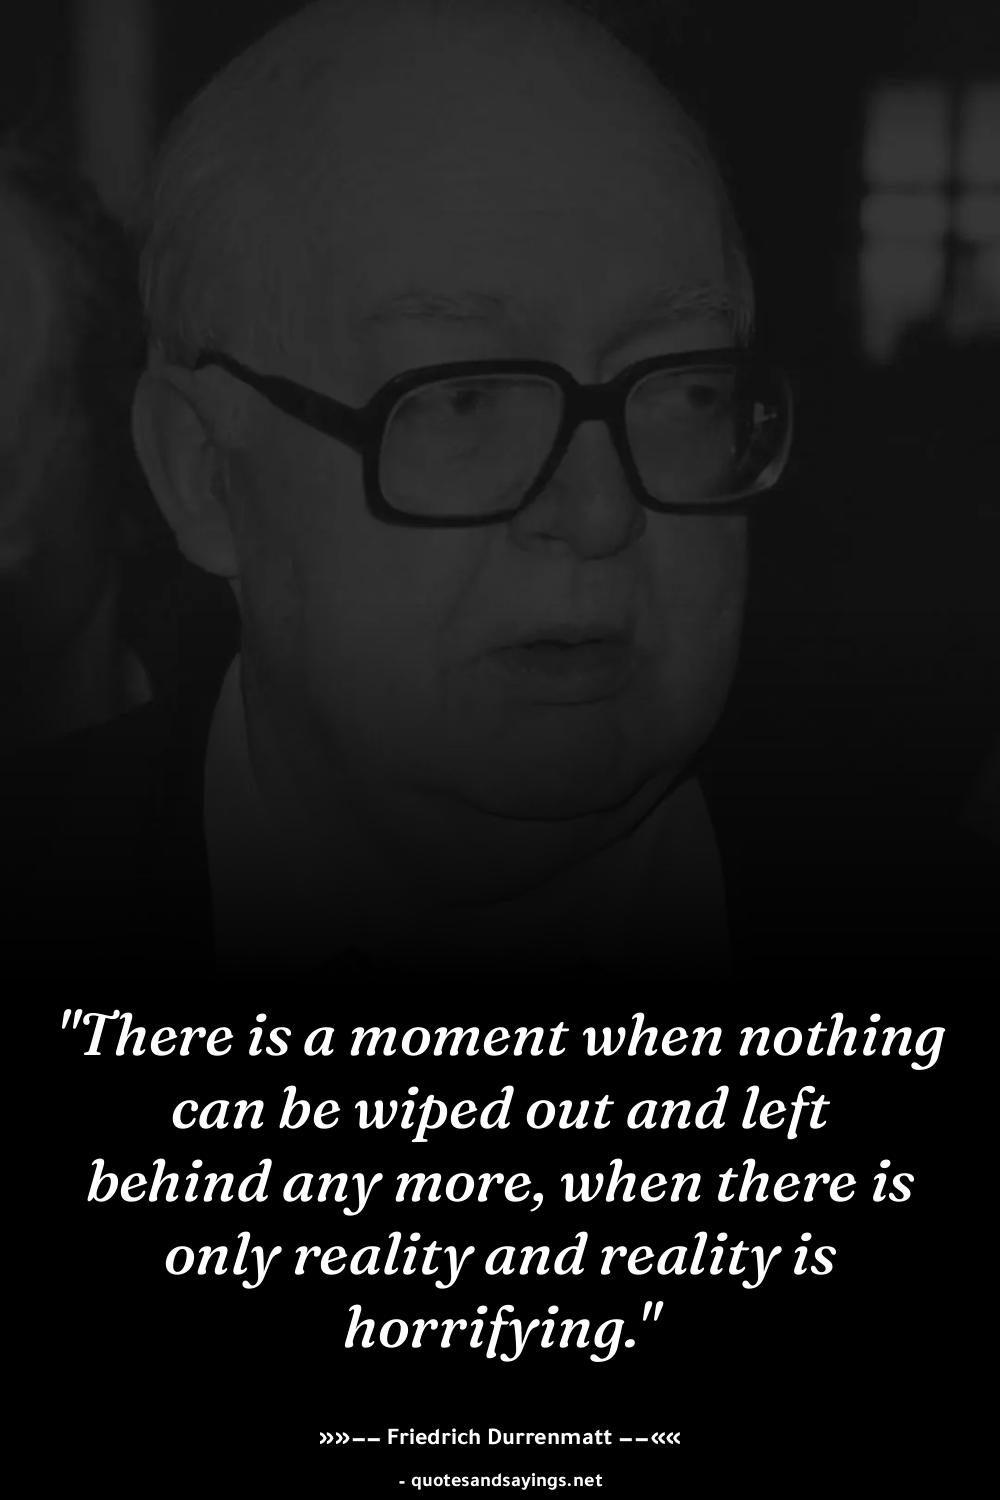 "There is a moment when nothing
can be wiped out and left
behind any more, when there is
only reality and reality is
horrifying."
»»−− Friedrich Durrenmatt −−««
- quotesandsayings.net